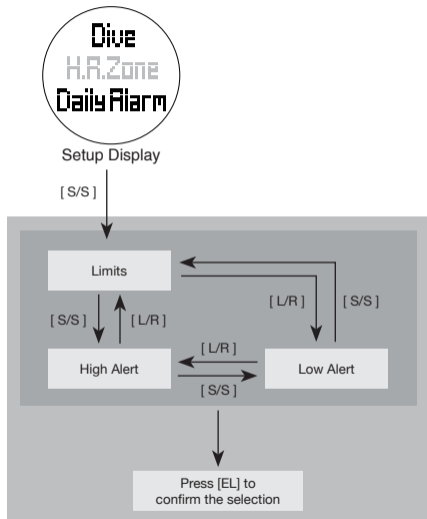 Dive
H.R.Zone
Daily Alarm
Setup Display
[ S/S ]
Limits
[ L/R ]
[ S/S ]
[ S/S ]
[ L/R ]
[ L/R ]
High Alert
Low Alert
[ S/S ]
Press [EL] to
confirm the selection